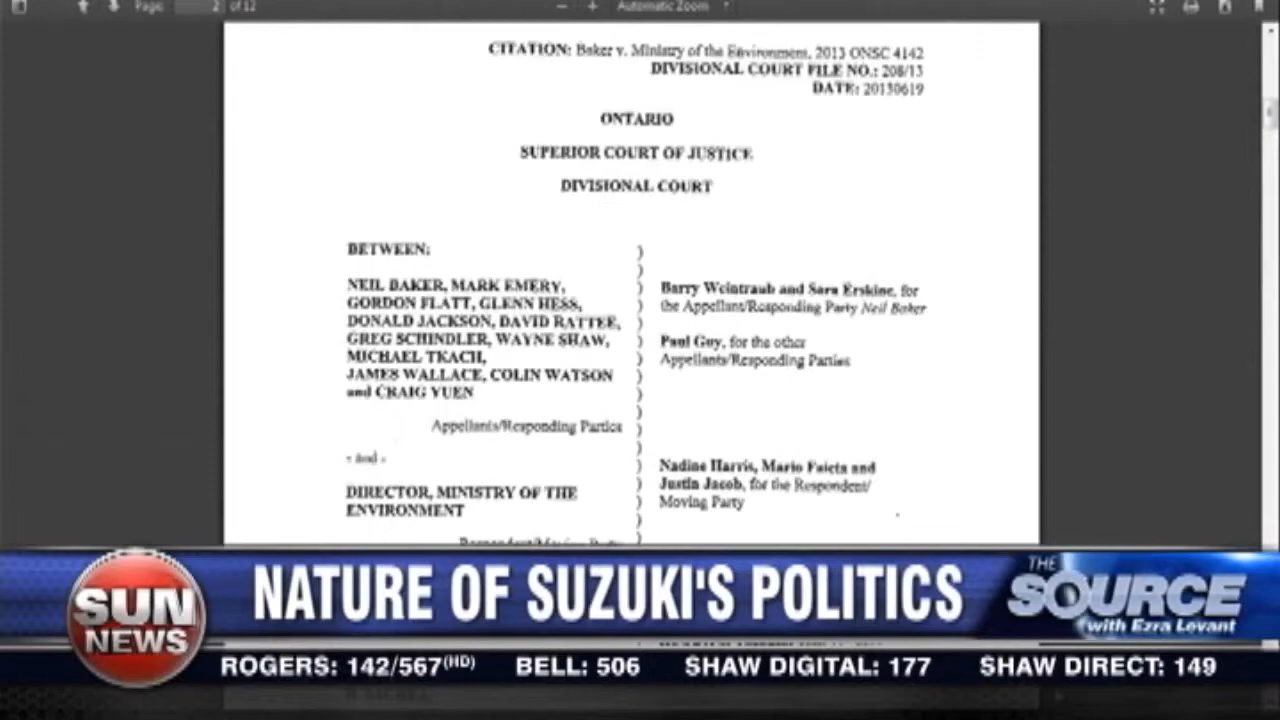 Page: 2 of 12
Automatic Zoom
CITATION: Baker v. Ministry of the Environment, 2013 ONSC 4142
DIVISIONAL COURT FILE NO.: 208/13
DATE: 20130619
ONTARIO
SUPERIOR COURT OF JUSTICE
DIVISIONAL COURT
BETWEEN:
NEIL BAKER, MARK EMERY,
GORDON FLATT, GLENN HESS,
DONALD JACKSON, DAVID RATTEE,
GREG SCHINDLER, WAYNE SHAW,
MICHAEL TKACH,
JAMES WALLACE, COLIN WATSON
and CRAIG YUEN
Appellants/Responding Parties
- and -
DIRECTOR, MINISTRY OF THE
ENVIRONMENT
Barry Weintraub and Sara Erskine, for
the Appellant/Responding Party Neil Baker
Paul Guy, for the other
Appellants/Responding Parties
Nadine Harris, Mario Faieta and
Justin Jacob, for the Respondent/
Moving Party
SUN
NEWS
NATURE OF SUZUKI'S POLITICS
THE
SOURCE
with Ezra Levant
ROGERS: 142/567(HD) BELL: 506 SHAW DIGITAL: 177 SHAW DIRECT: 149